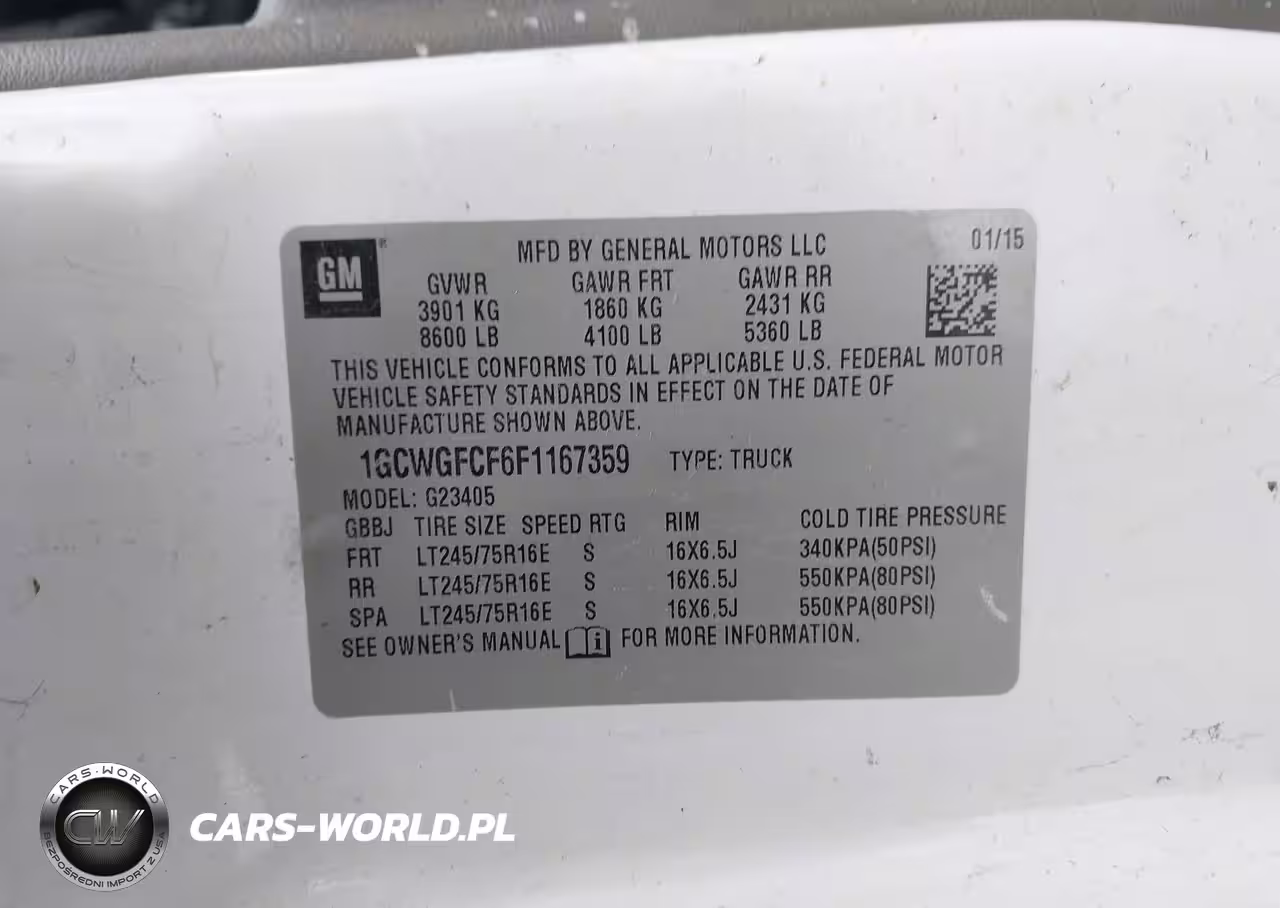 GM
®
MFD BY GENERAL MOTORS LLC
01/15
GVWR GAWR FRT GAWR RR
3901 KG 1860 KG 2431 KG
8600 LB 4100 LB 5360 LB
THIS VEHICLE CONFORMS TO ALL APPLICABLE U.S. FEDERAL MOTOR
VEHICLE SAFETY STANDARDS IN EFFECT ON THE DATE OF
MANUFACTURE SHOWN ABOVE.
1GCWGFCF6F1167359 TYPE: TRUCK
MODEL: G23405
GBBJ TIRE SIZE SPEED RTG RIM COLD TIRE PRESSURE
FRT LT245/75R16E S 16X6.5J 340KPA(50PSI)
RR LT245/75R16E S 16X6.5J 550KPA(80PSI)
SPA LT245/75R16E S 16X6.5J 550KPA(80PSI)
SEE OWNER'S MANUAL i FOR MORE INFORMATION.
CARS-WORLD
CW
BEZPOŚREDNI IMPORT Z USA
CARS-WORLD.PL